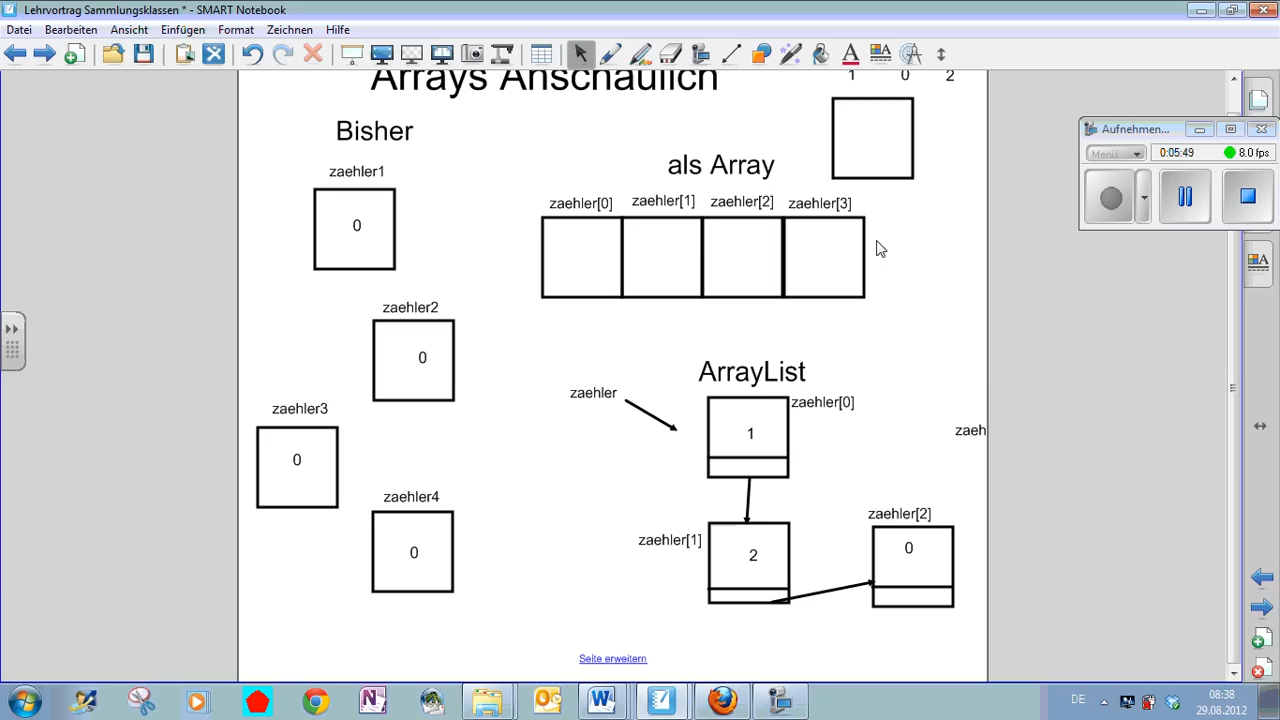 Lehrvortrag Sammlungsklassen * - SMART Notebook
Datei Bearbeiten Ansicht Einfügen Format Zeichnen Hilfe
Arrays Anschaulich
1 0 2
Bisher
als Array
zaehler1
0
zaehler[0] zaehler[1] zaehler[2] zaehler[3]
zaehler2
0
ArrayList
zaehler
zaehler[0]
1
zaehler3
0
zaeh
zaehler4
0
zaehler[1]
2
zaehler[2]
0
Seite erweitern
Aufnehmen...
Menü
0:05:49
8.0 fps
DE
08:38
29.08.2012